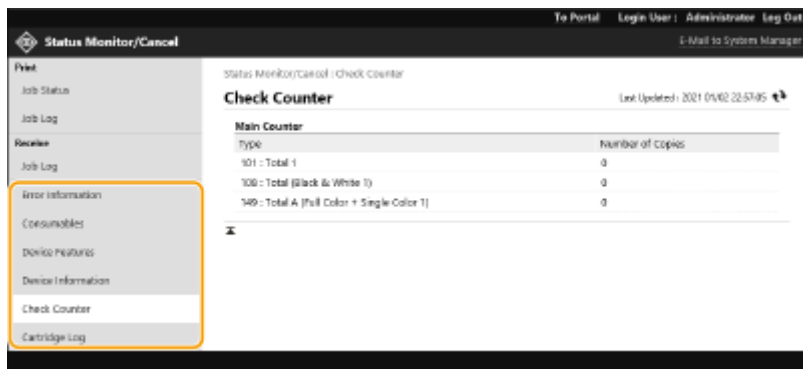 To Portal Login User : Administrator Log Out
Status Monitor/Cancel
E-Mail to System Manager
Print
Job Status
Job Log
Receive
Job Log
Error Information
Consumables
Device Features
Device Information
Check Counter
Cartridge Log
Status Monitor/Cancel : Check Counter
Check Counter
Last Updated : 2021 01/02 22:57:05
Main Counter
Type Number of Copies
101 : Total 1 0
108 : Total (Black & White 1) 0
149 : Total A (Full Color + Single Color 1) 0